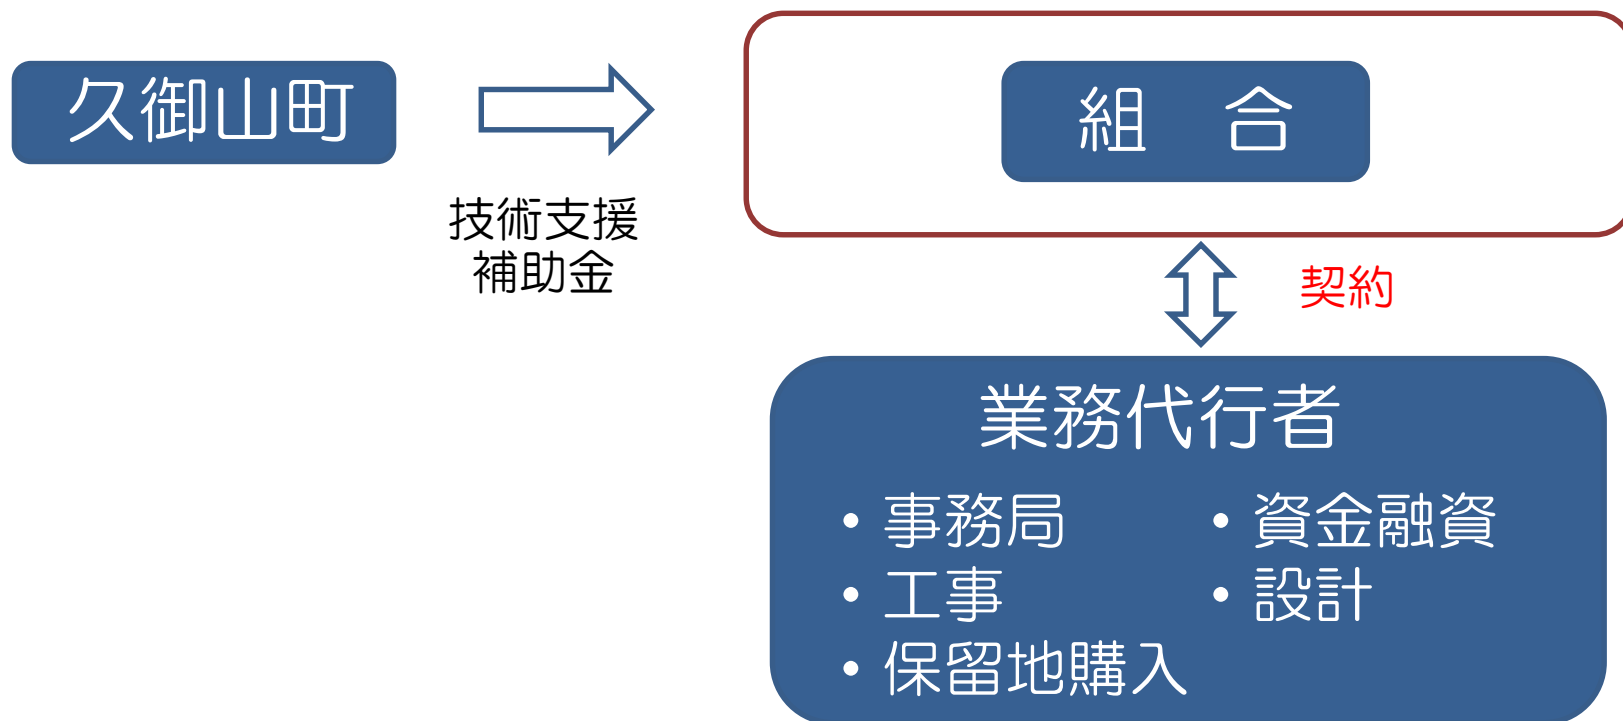 久御山町
組　合
技術支援
補助金
契約
業務代行者
• 事務局
• 資金融資
• 工事
• 設計
• 保留地購入